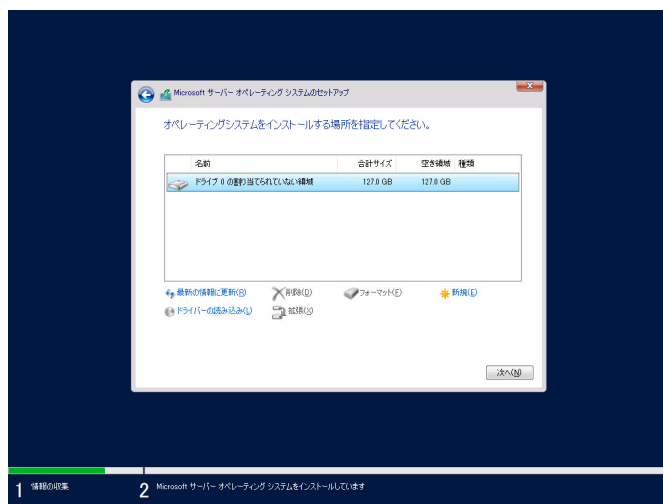 Microsoft サーバー オペレーティング システムのセットアップ
オペレーティングシステムをインストールする場所を指定してください。
名前 合計サイズ 空き領域 種類
ドライブ 0 の割り当てられていない領域 127.0 GB 127.0 GB
最新の情報に更新(R) 削除(D) フォーマット(F) 新規(E)
ドライバーの読み込み(L) 拡張(X)
次へ(N)
1 情報の収集 2 Microsoft サーバー オペレーティング システムをインストールしています